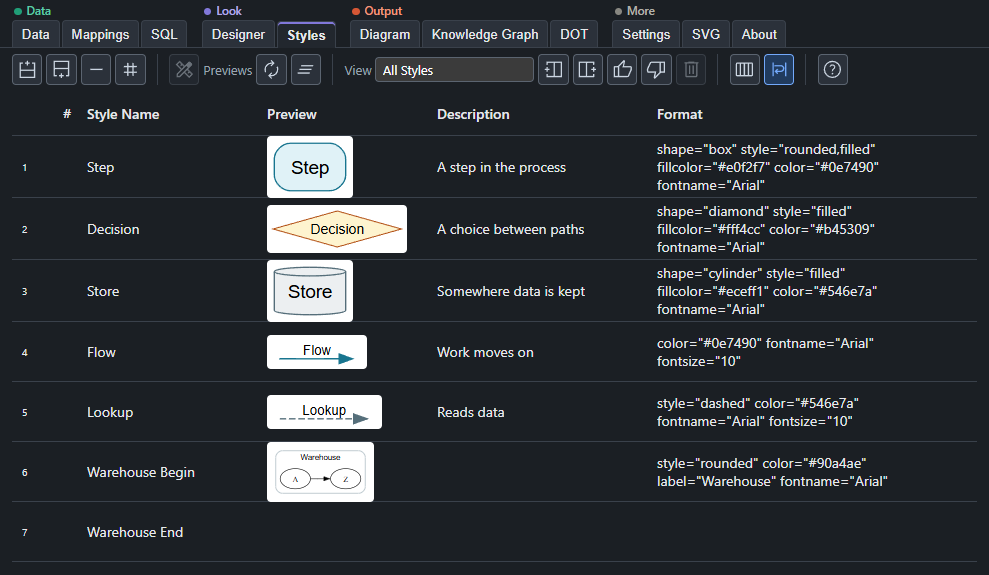 Data
Look
Output
More
Data
Mappings
SQL
Designer
Styles
Diagram
Knowledge Graph
DOT
Settings
SVG
About
Previews
View
All Styles
# Style Name Preview Description Format
1 Step Step A step in the process
shape="box" style="rounded,filled"
fillcolor="#e0f2f7" color="#0e7490"
fontname="Arial"
2 Decision Decision A choice between paths
shape="diamond" style="filled"
fillcolor="#fff4cc" color="#b45309"
fontname="Arial"
3 Store Store Somewhere data is kept
shape="cylinder" style="filled"
fillcolor="#eceff1" color="#546e7a"
fontname="Arial"
4 Flow Flow Work moves on
color="#0e7490" fontname="Arial"
fontsize="10"
5 Lookup Lookup Reads data
style="dashed" color="#546e7a"
fontname="Arial" fontsize="10"
6 Warehouse Begin
Warehouse
A Z
style="rounded" color="#90a4ae"
label="Warehouse" fontname="Arial"
7 Warehouse End